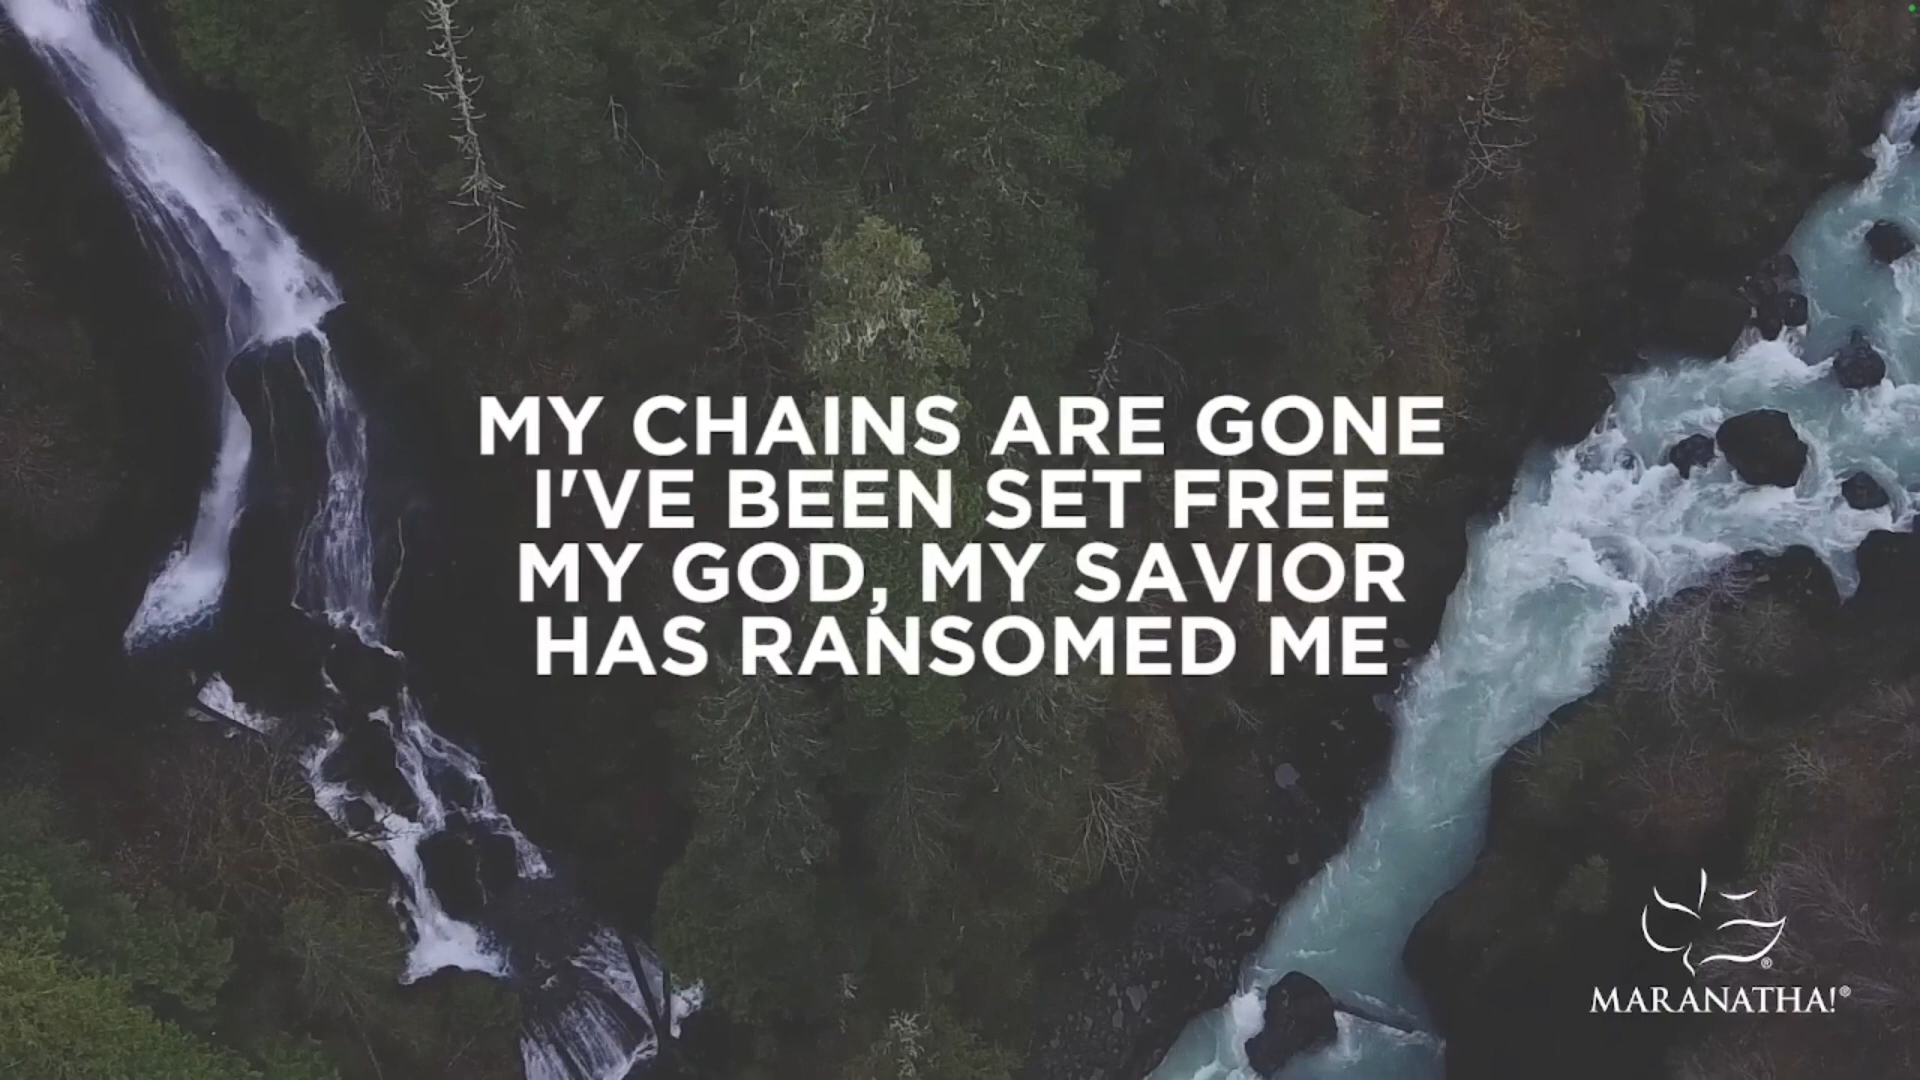 MY CHAINS ARE GONE
I'VE BEEN SET FREE
MY GOD, MY SAVIOR
HAS RANSOMED ME
MARANATHA!®